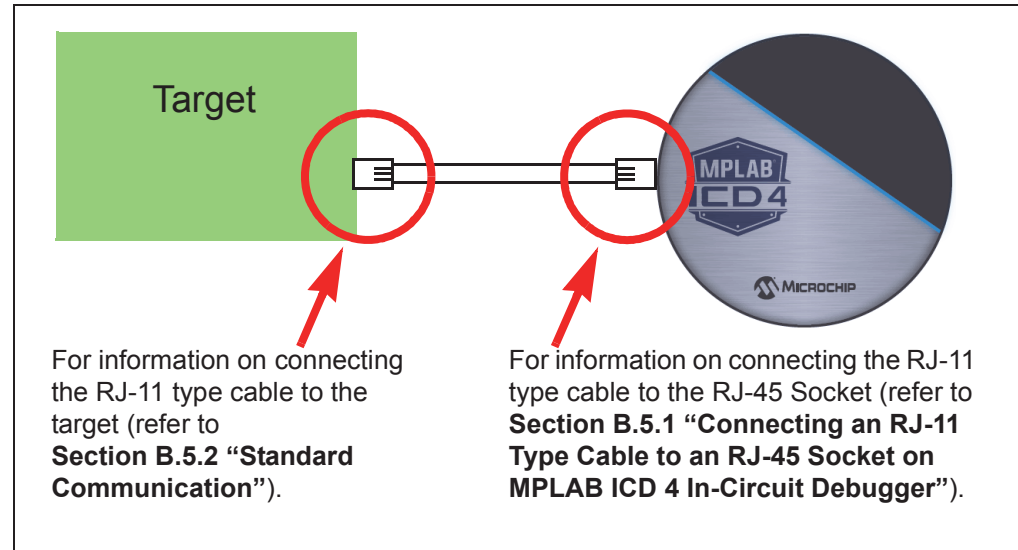 Target
MPLAB
ICD 4
MICROCHIP
For information on connecting
the RJ-11 type cable to the
target (refer to
Section B.5.2 “Standard
Communication”).
For information on connecting the RJ-11
type cable to the RJ-45 Socket (refer to
Section B.5.1 “Connecting an RJ-11
Type Cable to an RJ-45 Socket on
MPLAB ICD 4 In-Circuit Debugger”).